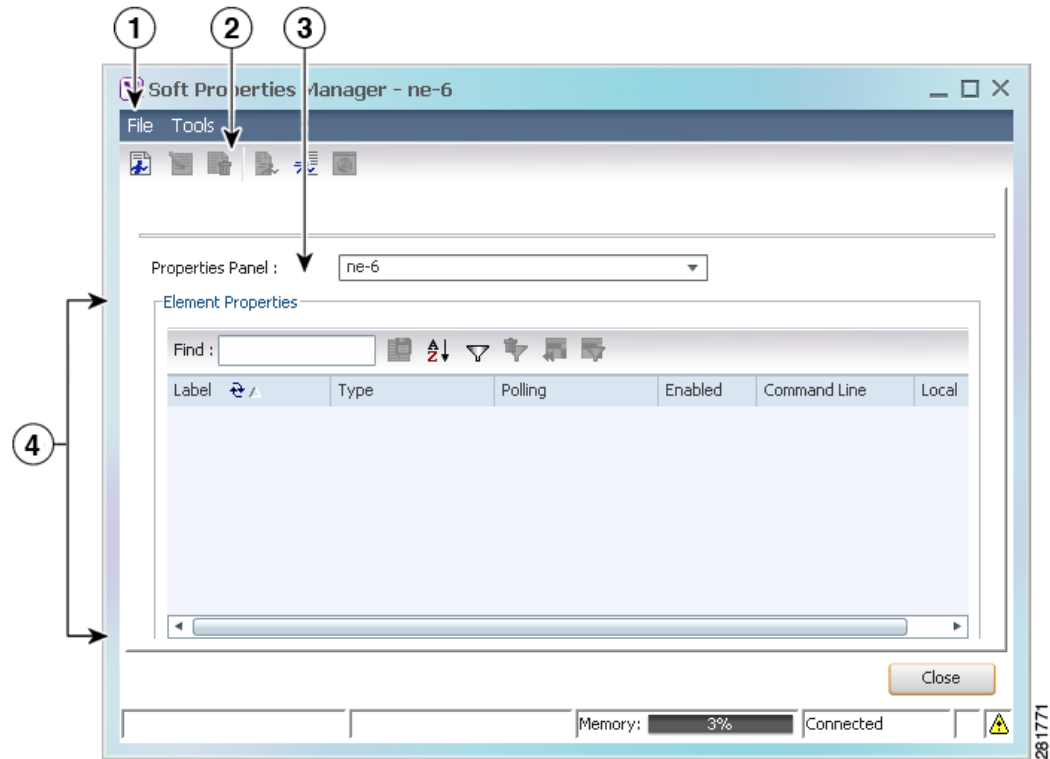 1 2 3
Soft Properties Manager - ne-6
File Tools
Properties Panel : ne-6
Element Properties
Find :
Label Type Polling Enabled Command Line Local
4
Close
Memory: 3% Connected
281771